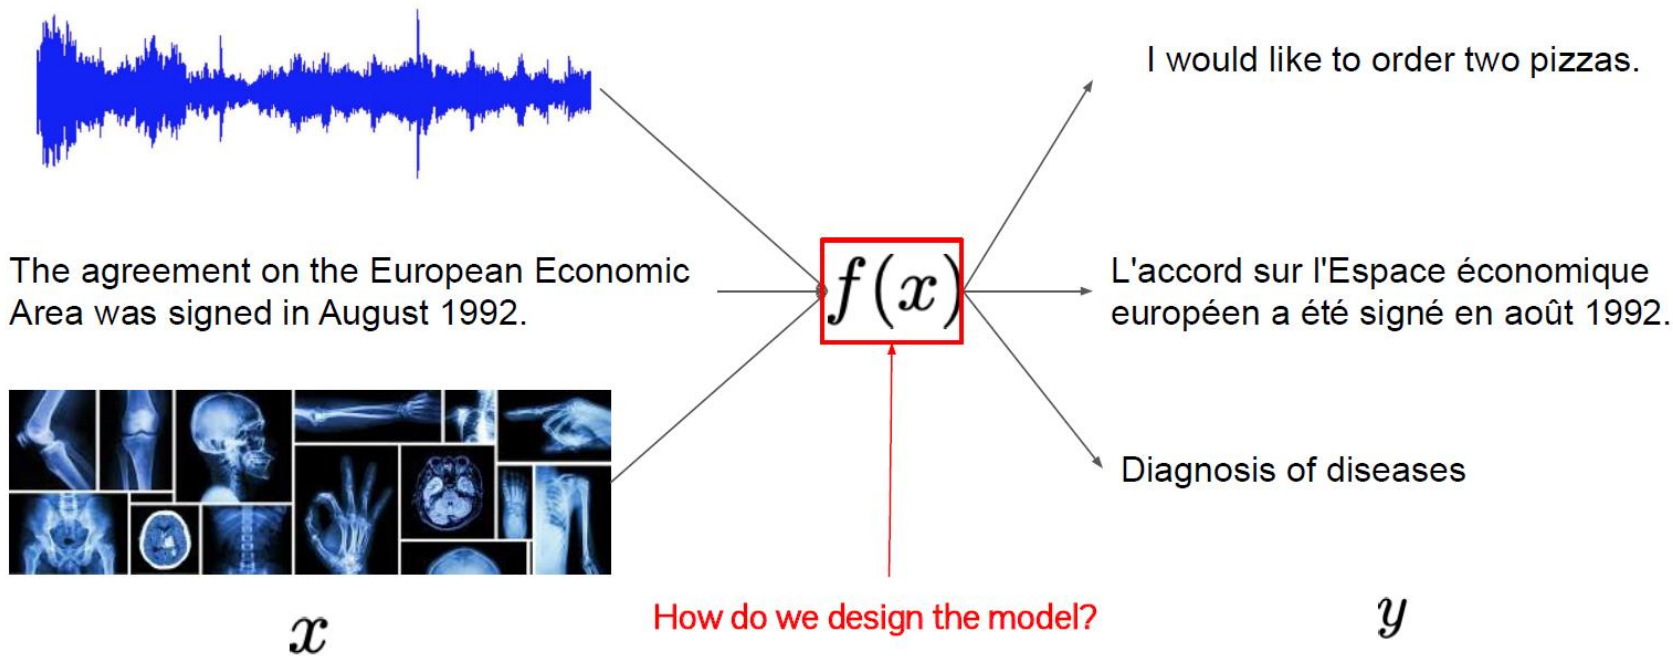 I would like to order two pizzas.
The agreement on the European Economic
Area was signed in August 1992.
f(x)
L'accord sur l'Espace économique
européen a été signé en août 1992.
Diagnosis of diseases
x
How do we design the model?
y